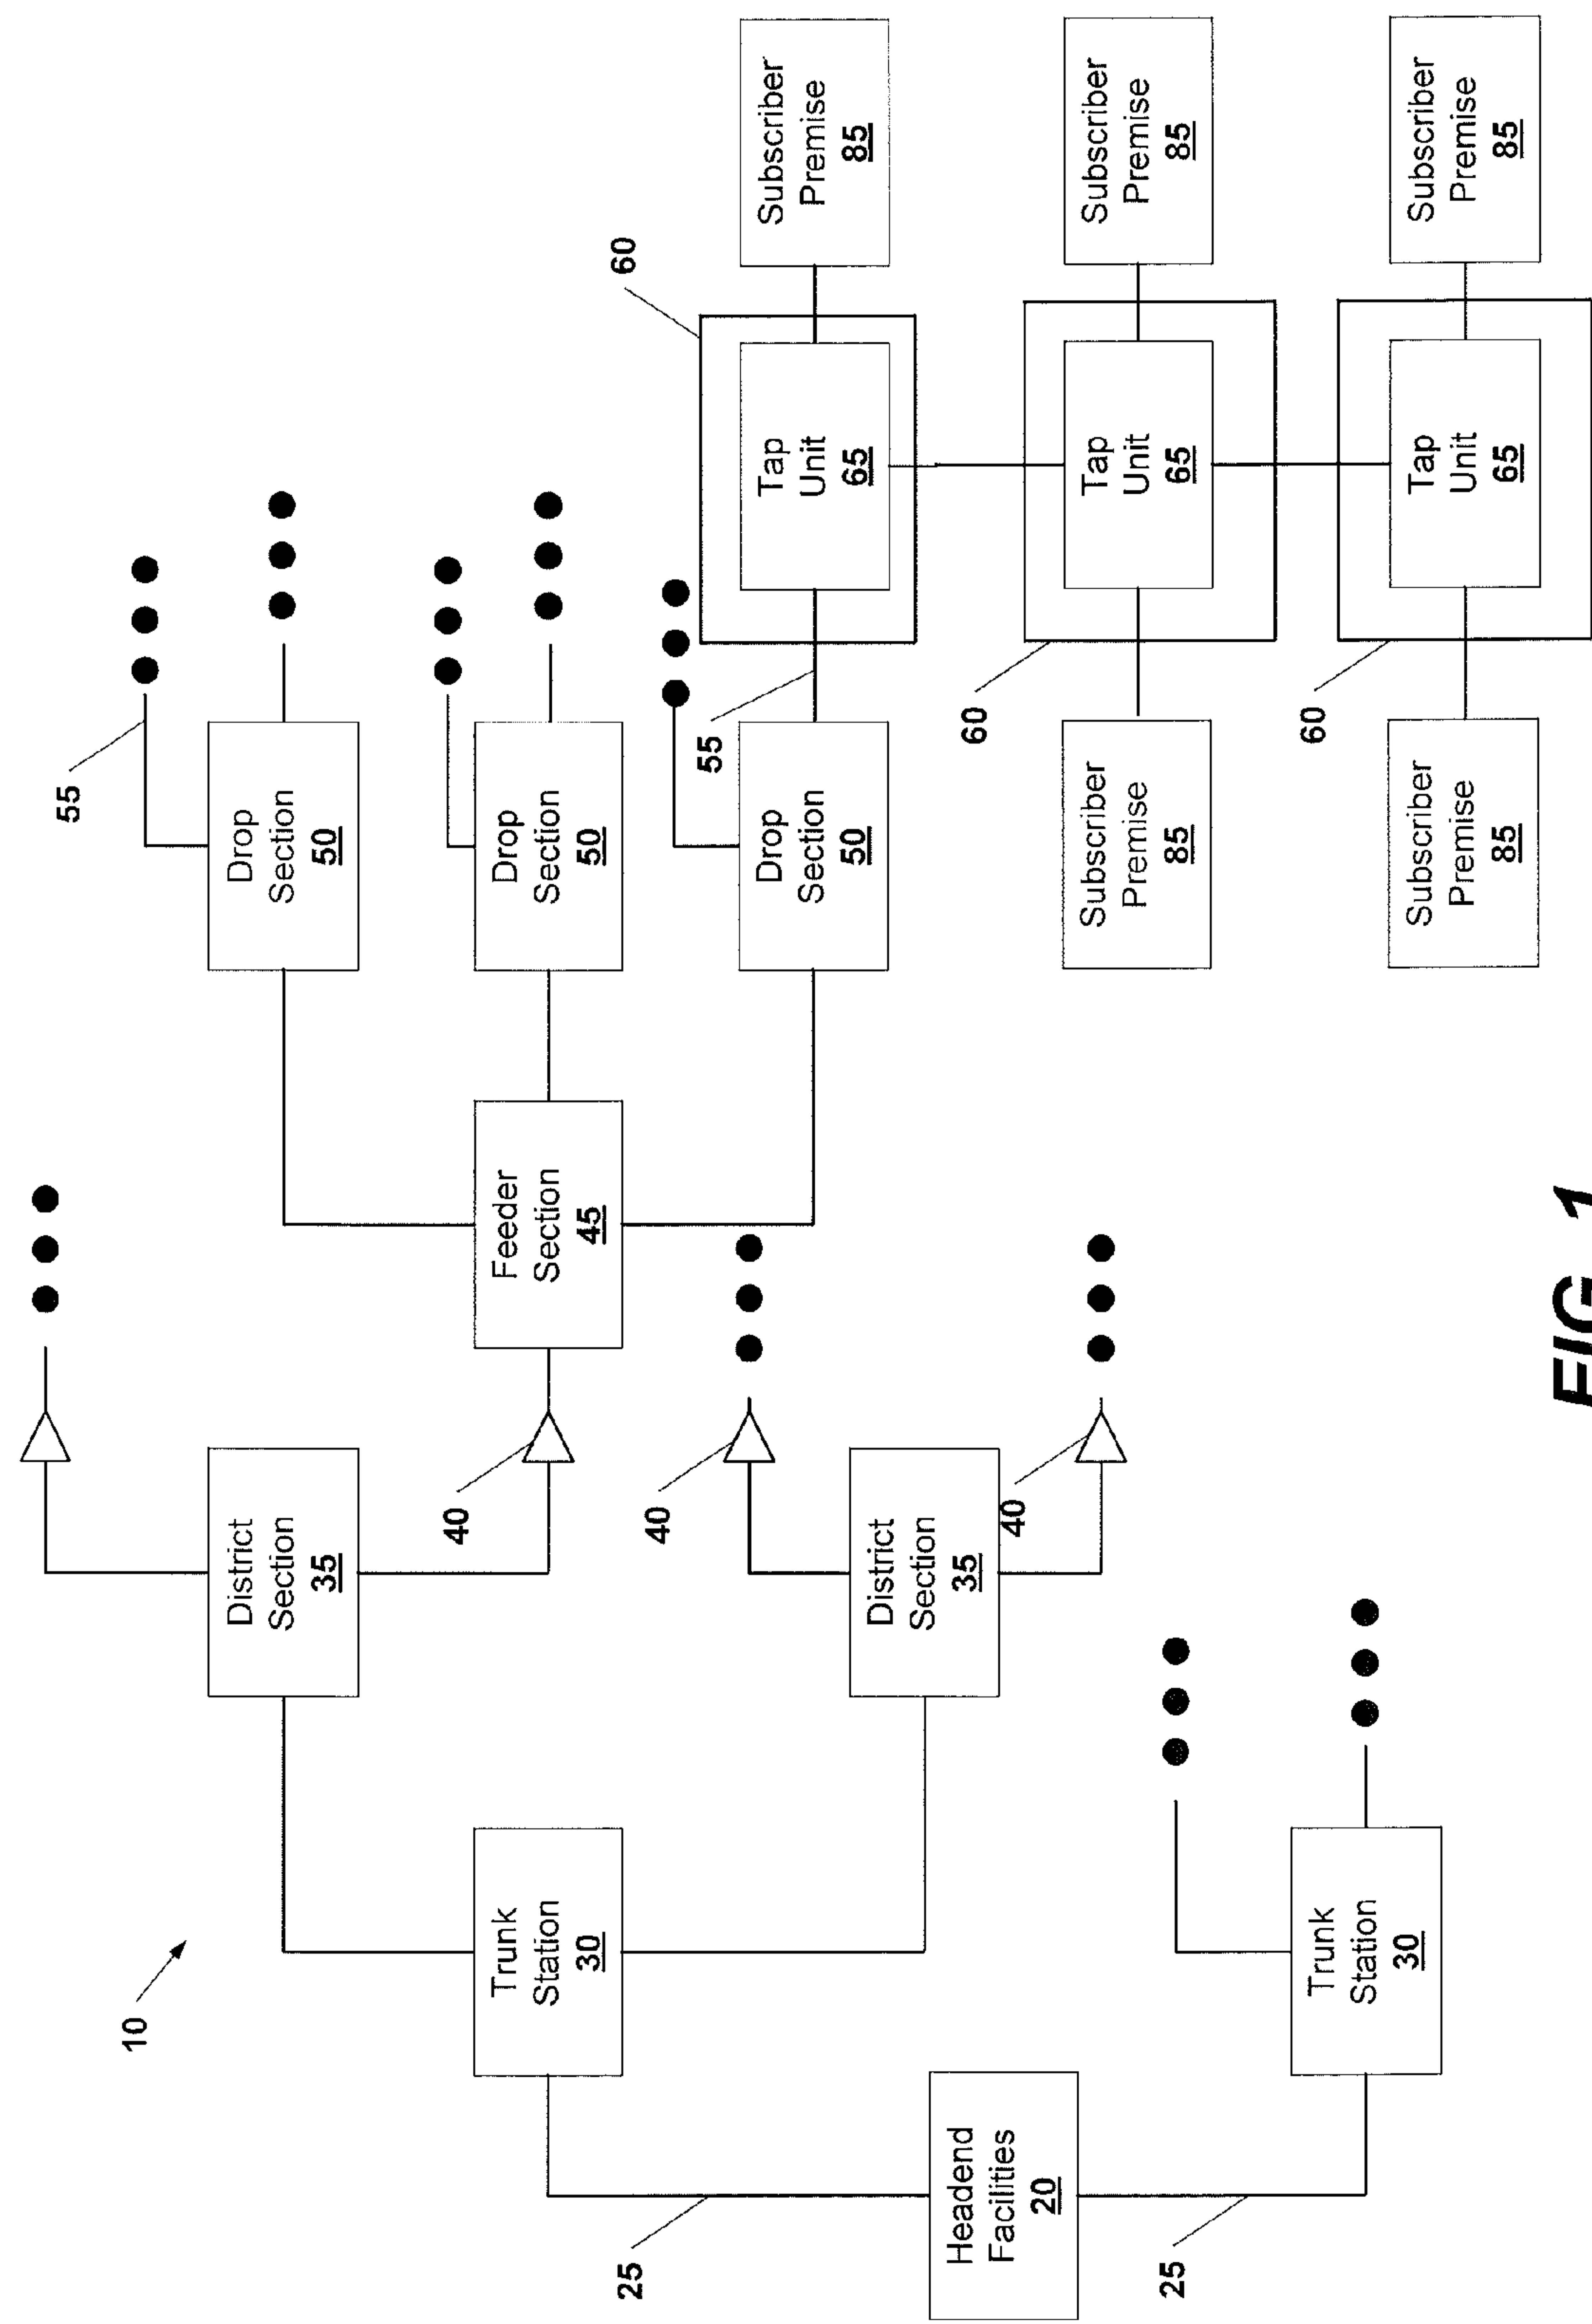 10
25
25
Headend
Facilities
20
Trunk
Station
30
Trunk
Station
30
District
Section
35
District
Section
35
40
40
40
Feeder
Section
45
Drop
Section
50
Drop
Section
50
Drop
Section
50
55
55
60
60
60
Tap
Unit
65
Tap
Unit
65
Tap
Unit
65
Subscriber
Premise
85
Subscriber
Premise
85
Subscriber
Premise
85
Subscriber
Premise
85
Subscriber
Premise
85
FIG. 1